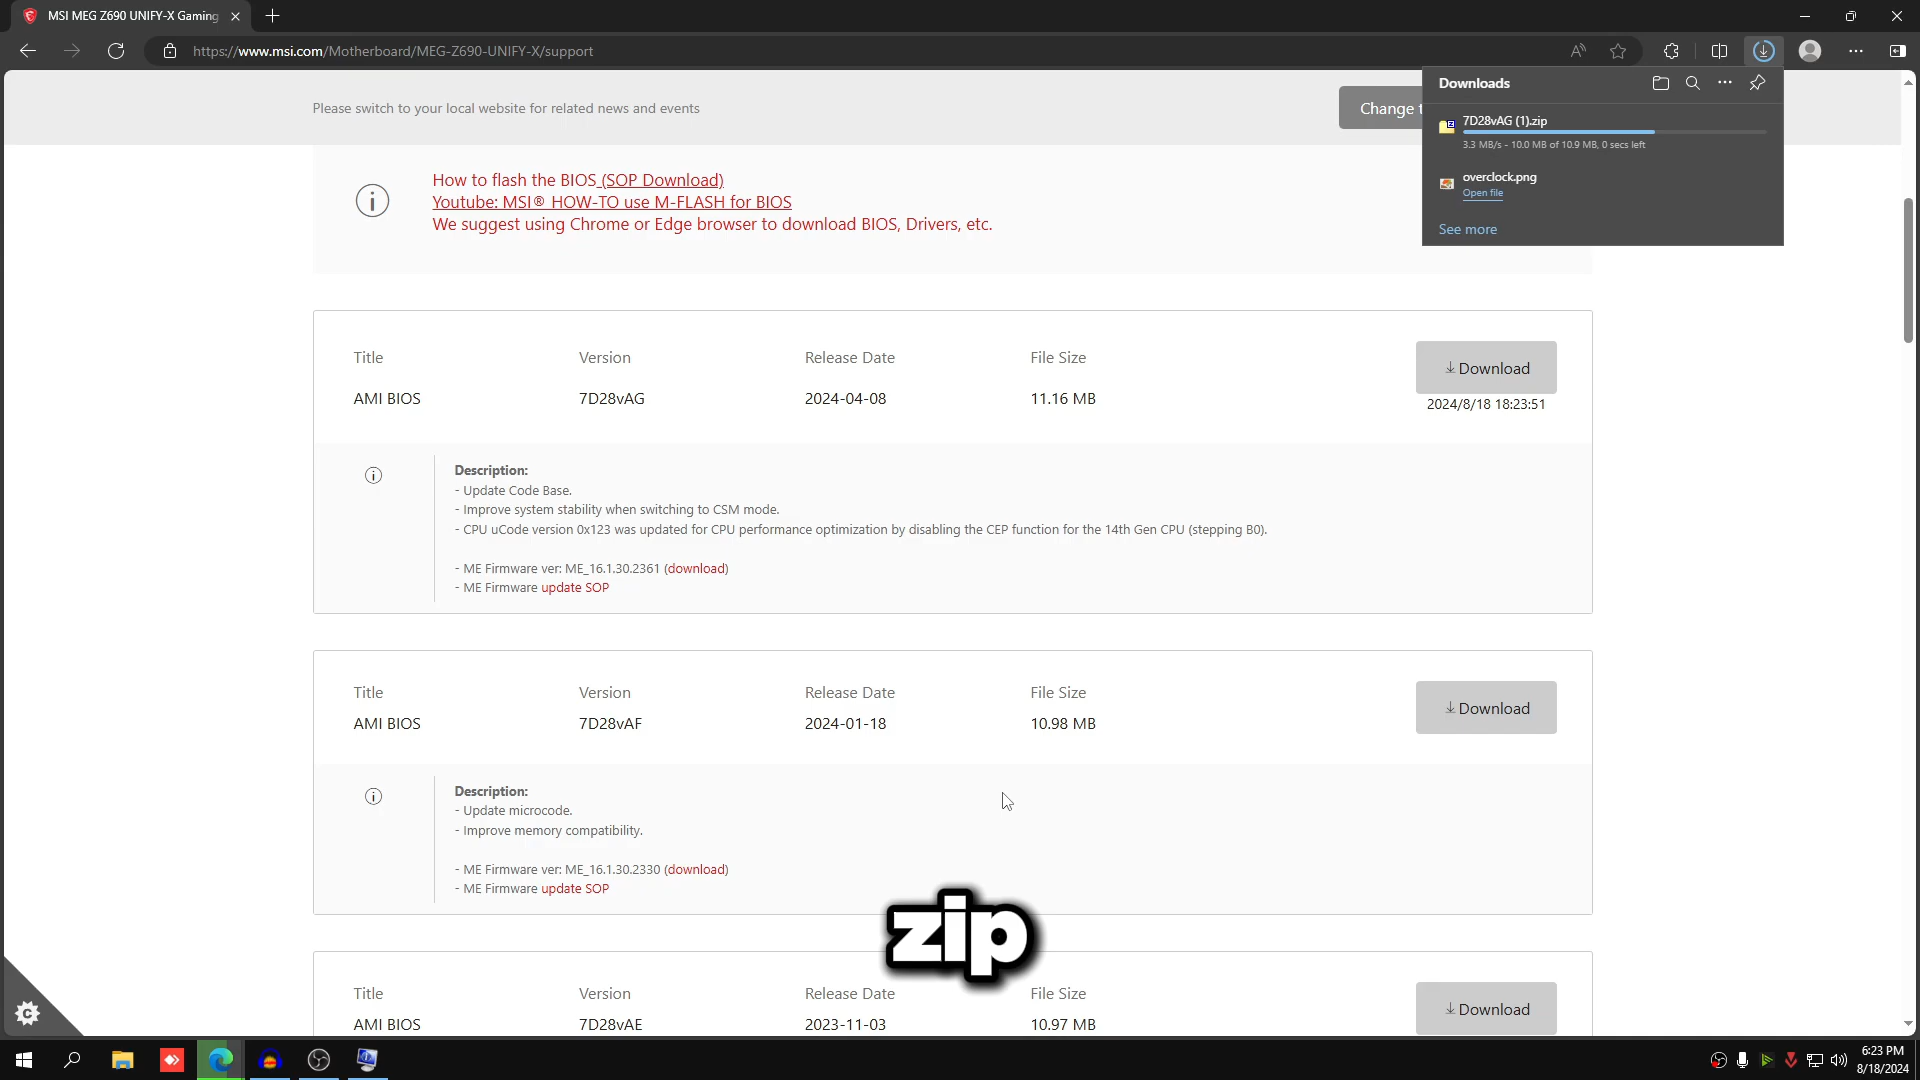 MSI MEG Z690 UNIFY-X Gaming
https://www.msi.com/Motherboard/MEG-Z690-UNIFY-X/support
Please switch to your local website for related news and events
Change t
Downloads
7D28vAG (1).zip
3.3 MB/s - 10.0 MB of 10.9 MB, 0 secs left
overclock.png
Open file
See more
How to flash the BIOS (SOP Download)
Youtube: MSI® HOW-TO use M-FLASH for BIOS
We suggest using Chrome or Edge browser to download BIOS, Drivers, etc.
Title Version Release Date File Size
Download
AMI BIOS 7D28vAG 2024-04-08 11.16 MB
2024/8/18 18:23:51
Description:
- Update Code Base.
- Improve system stability when switching to CSM mode.
- CPU uCode version 0x123 was updated for CPU performance optimization by disabling the CEP function for the 14th Gen CPU (stepping B0).
- ME Firmware ver: ME_16.1.30.2361 (download)
- ME Firmware update SOP
Title Version Release Date File Size
Download
AMI BIOS 7D28vAF 2024-01-18 10.98 MB
Description:
- Update microcode.
- Improve memory compatibility.
- ME Firmware ver: ME_16.1.30.2330 (download)
- ME Firmware update SOP
zip
Title Version Release Date File Size
Download
AMI BIOS 7D28vAE 2023-11-03 10.97 MB
6:23 PM
8/18/2024